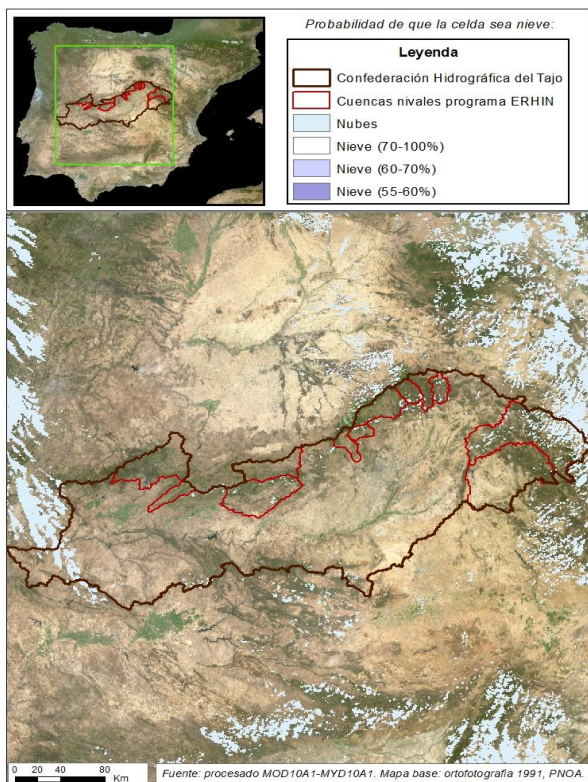 Probabilidad de que la celda sea nieve:
Leyenda
Confederación Hidrográfica del Tajo
Cuencas nivales programa ERHIN
Nubes
Nieve (70-100%)
Nieve (60-70%)
Nieve (55-60%)
0 20 40 80
Km
Fuente: procesado MOD10A1-MYD10A1. Mapa base: orotofotografía 1991, PNOA